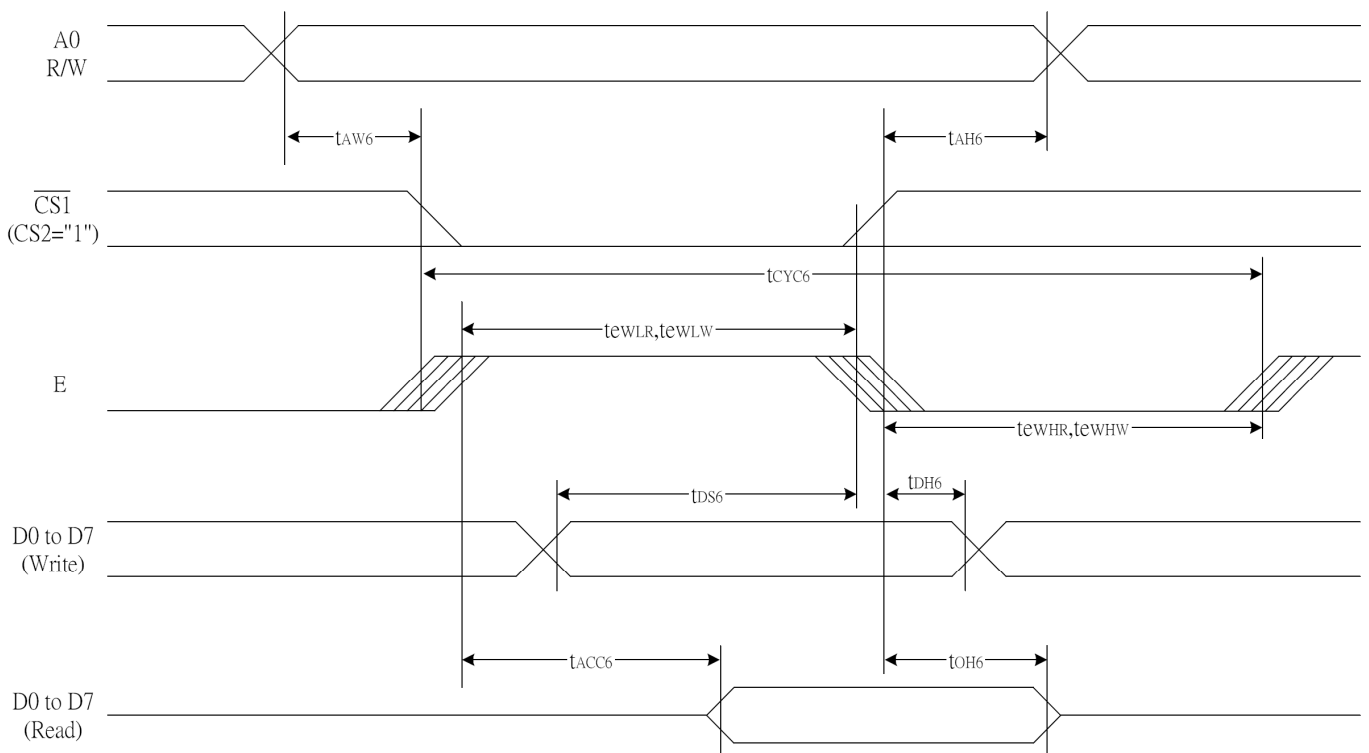 A0
R/W
tAW6
tAH6
CS1
(CS2="1")
tCYC6
tewLR,tewLW
E
tewHR,tewHW
tDS6
tDH6
D0 to D7
(Write)
tACC6
tOH6
D0 to D7
(Read)